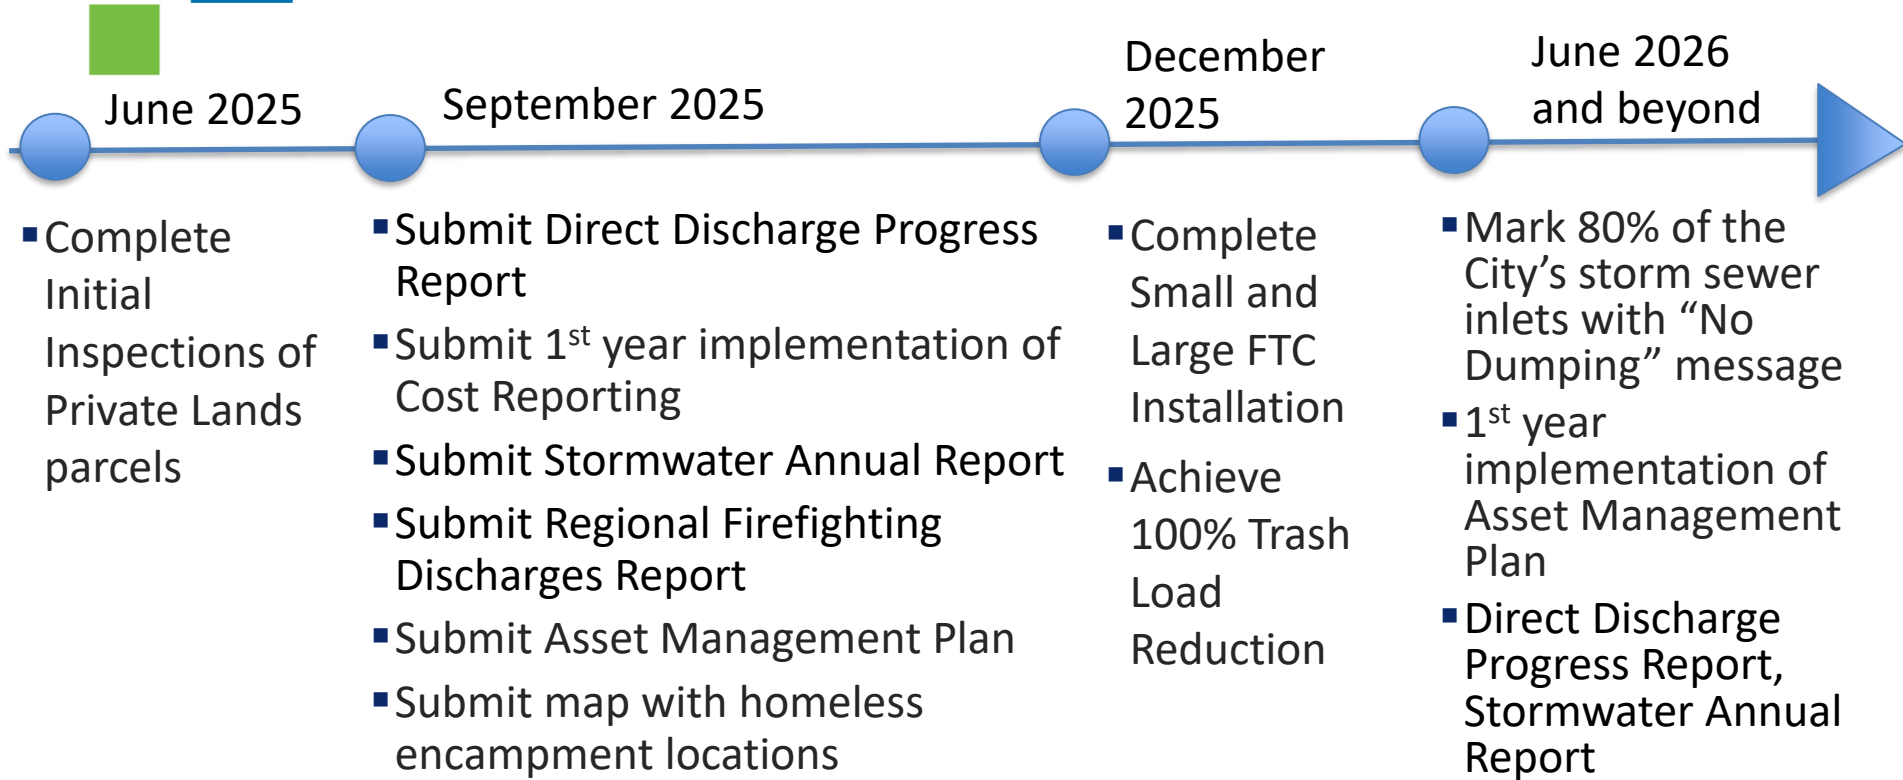 June 2025
▪Complete
Initial
Inspections of
Private Lands
parcels
September 2025
▪Submit Direct Discharge Progress
Report
▪Submit 1st year implementation of
Cost Reporting
▪Submit Stormwater Annual Report
▪Submit Regional Firefighting
Discharges Report
▪Submit Asset Management Plan
▪Submit map with homeless
encampment locations
December
2025
▪Complete
Small and
Large FTC
Installation
▪Achieve
100% Trash
Load
Reduction
June 2026
and beyond
▪Mark 80% of the
City’s storm sewer
inlets with “No
Dumping” message
▪1st year
implementation of
Asset Management
Plan
▪Direct Discharge
Progress Report,
Stormwater Annual
Report